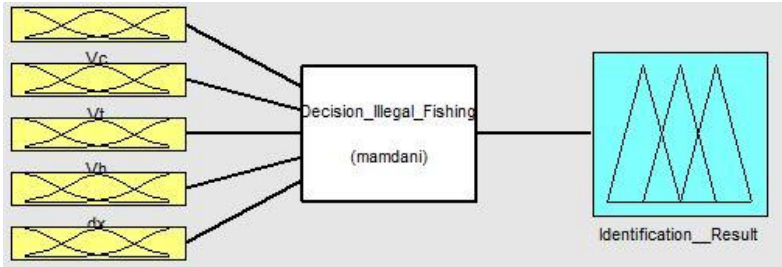 Vc
Vt
Vh
dx
Decision_Illegal_Fishing
(mamdani)
Identification__Result